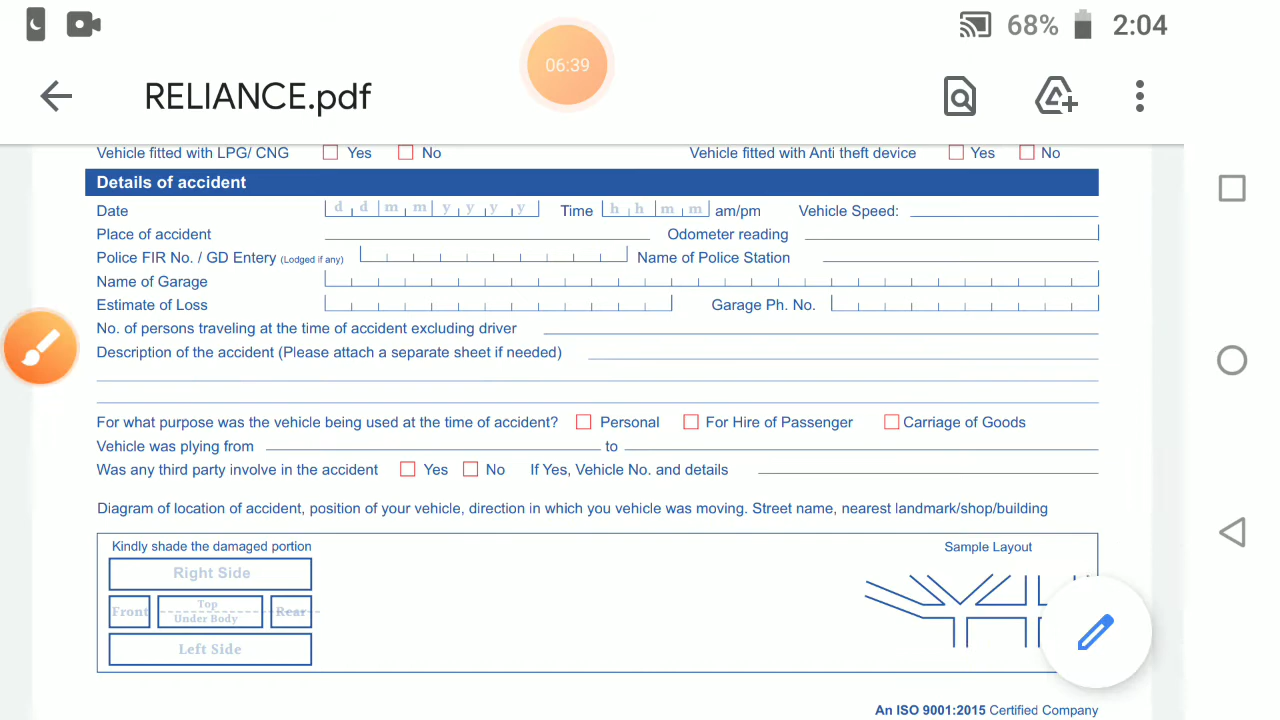 68% 2:04
06:39
RELIANCE.pdf
Vehicle fitted with LPG/ CNG Yes No Vehicle fitted with Anti theft device Yes No
Details of accident
Date d d m m y y y y Time h h m m am/pm Vehicle Speed:
Place of accident Odometer reading
Police FIR No. / GD Entery (Lodged if any) Name of Police Station
Name of Garage
Estimate of Loss Garage Ph. No.
No. of persons traveling at the time of accident excluding driver
Description of the accident (Please attach a separate sheet if needed)
For what purpose was the vehicle being used at the time of accident? Personal For Hire of Passenger Carriage of Goods
Vehicle was plying from to
Was any third party involve in the accident Yes No If Yes, Vehicle No. and details
Diagram of location of accident, position of your vehicle, direction in which you vehicle was moving. Street name, nearest landmark/shop/building
Kindly shade the damaged portion Sample Layout
Right Side
Front Top Rear
Under Body
Left Side
An ISO 9001:2015 Certified Company